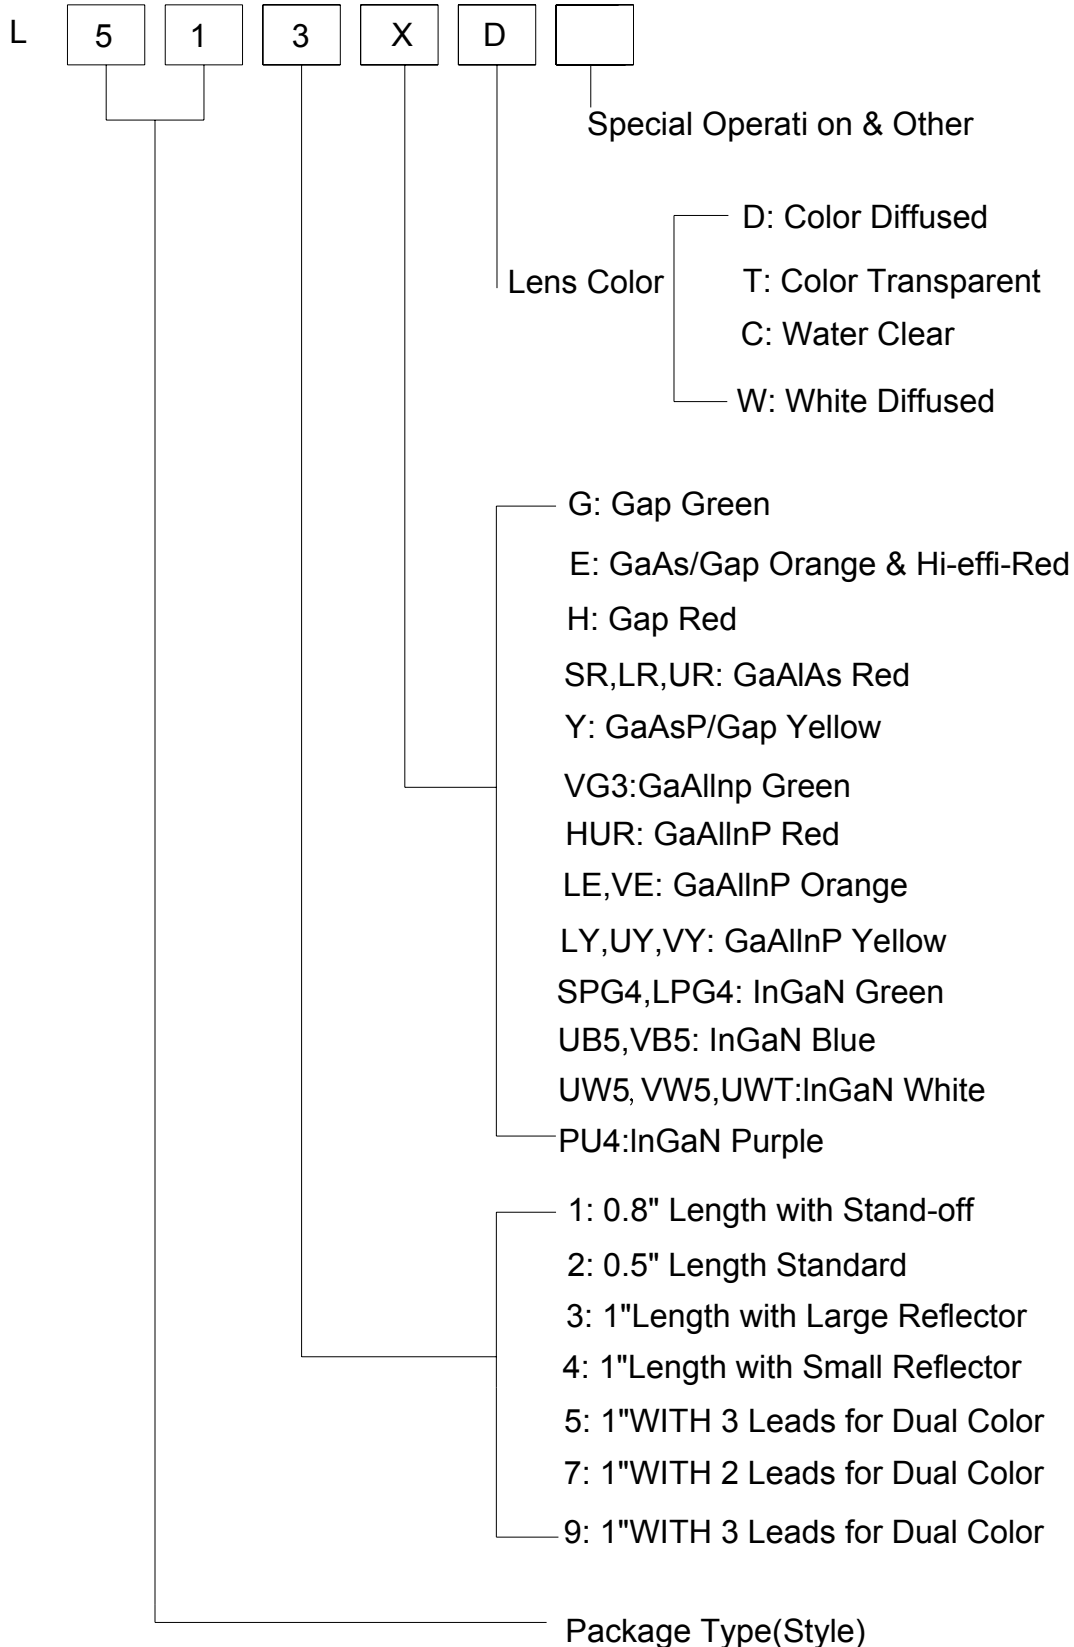 L 5 1 3 X D
Special Operati on & Other
D: Color Diffused
Lens Color
T: Color Transparent
C: Water Clear
W: White Diffused
G: Gap Green
E: GaAs/Gap Orange & Hi-effi-Red
H: Gap Red
SR,LR,UR: GaAlAs Red
Y: GaAsP/Gap Yellow
VG3:GaAlInp Green
HUR: GaAlInP Red
LE,VE: GaAlInP Orange
LY,UY,VY: GaAlInP Yellow
SPG4,LPG4: InGaN Green
UB5,VB5: InGaN Blue
UW5, VW5,UWT:InGaN White
PU4:InGaN Purple
1: 0.8" Length with Stand-off
2: 0.5" Length Standard
3: 1"Length with Large Reflector
4: 1"Length with Small Reflector
5: 1"WITH 3 Leads for Dual Color
7: 1"WITH 2 Leads for Dual Color
9: 1"WITH 3 Leads for Dual Color
Package Type(Style)